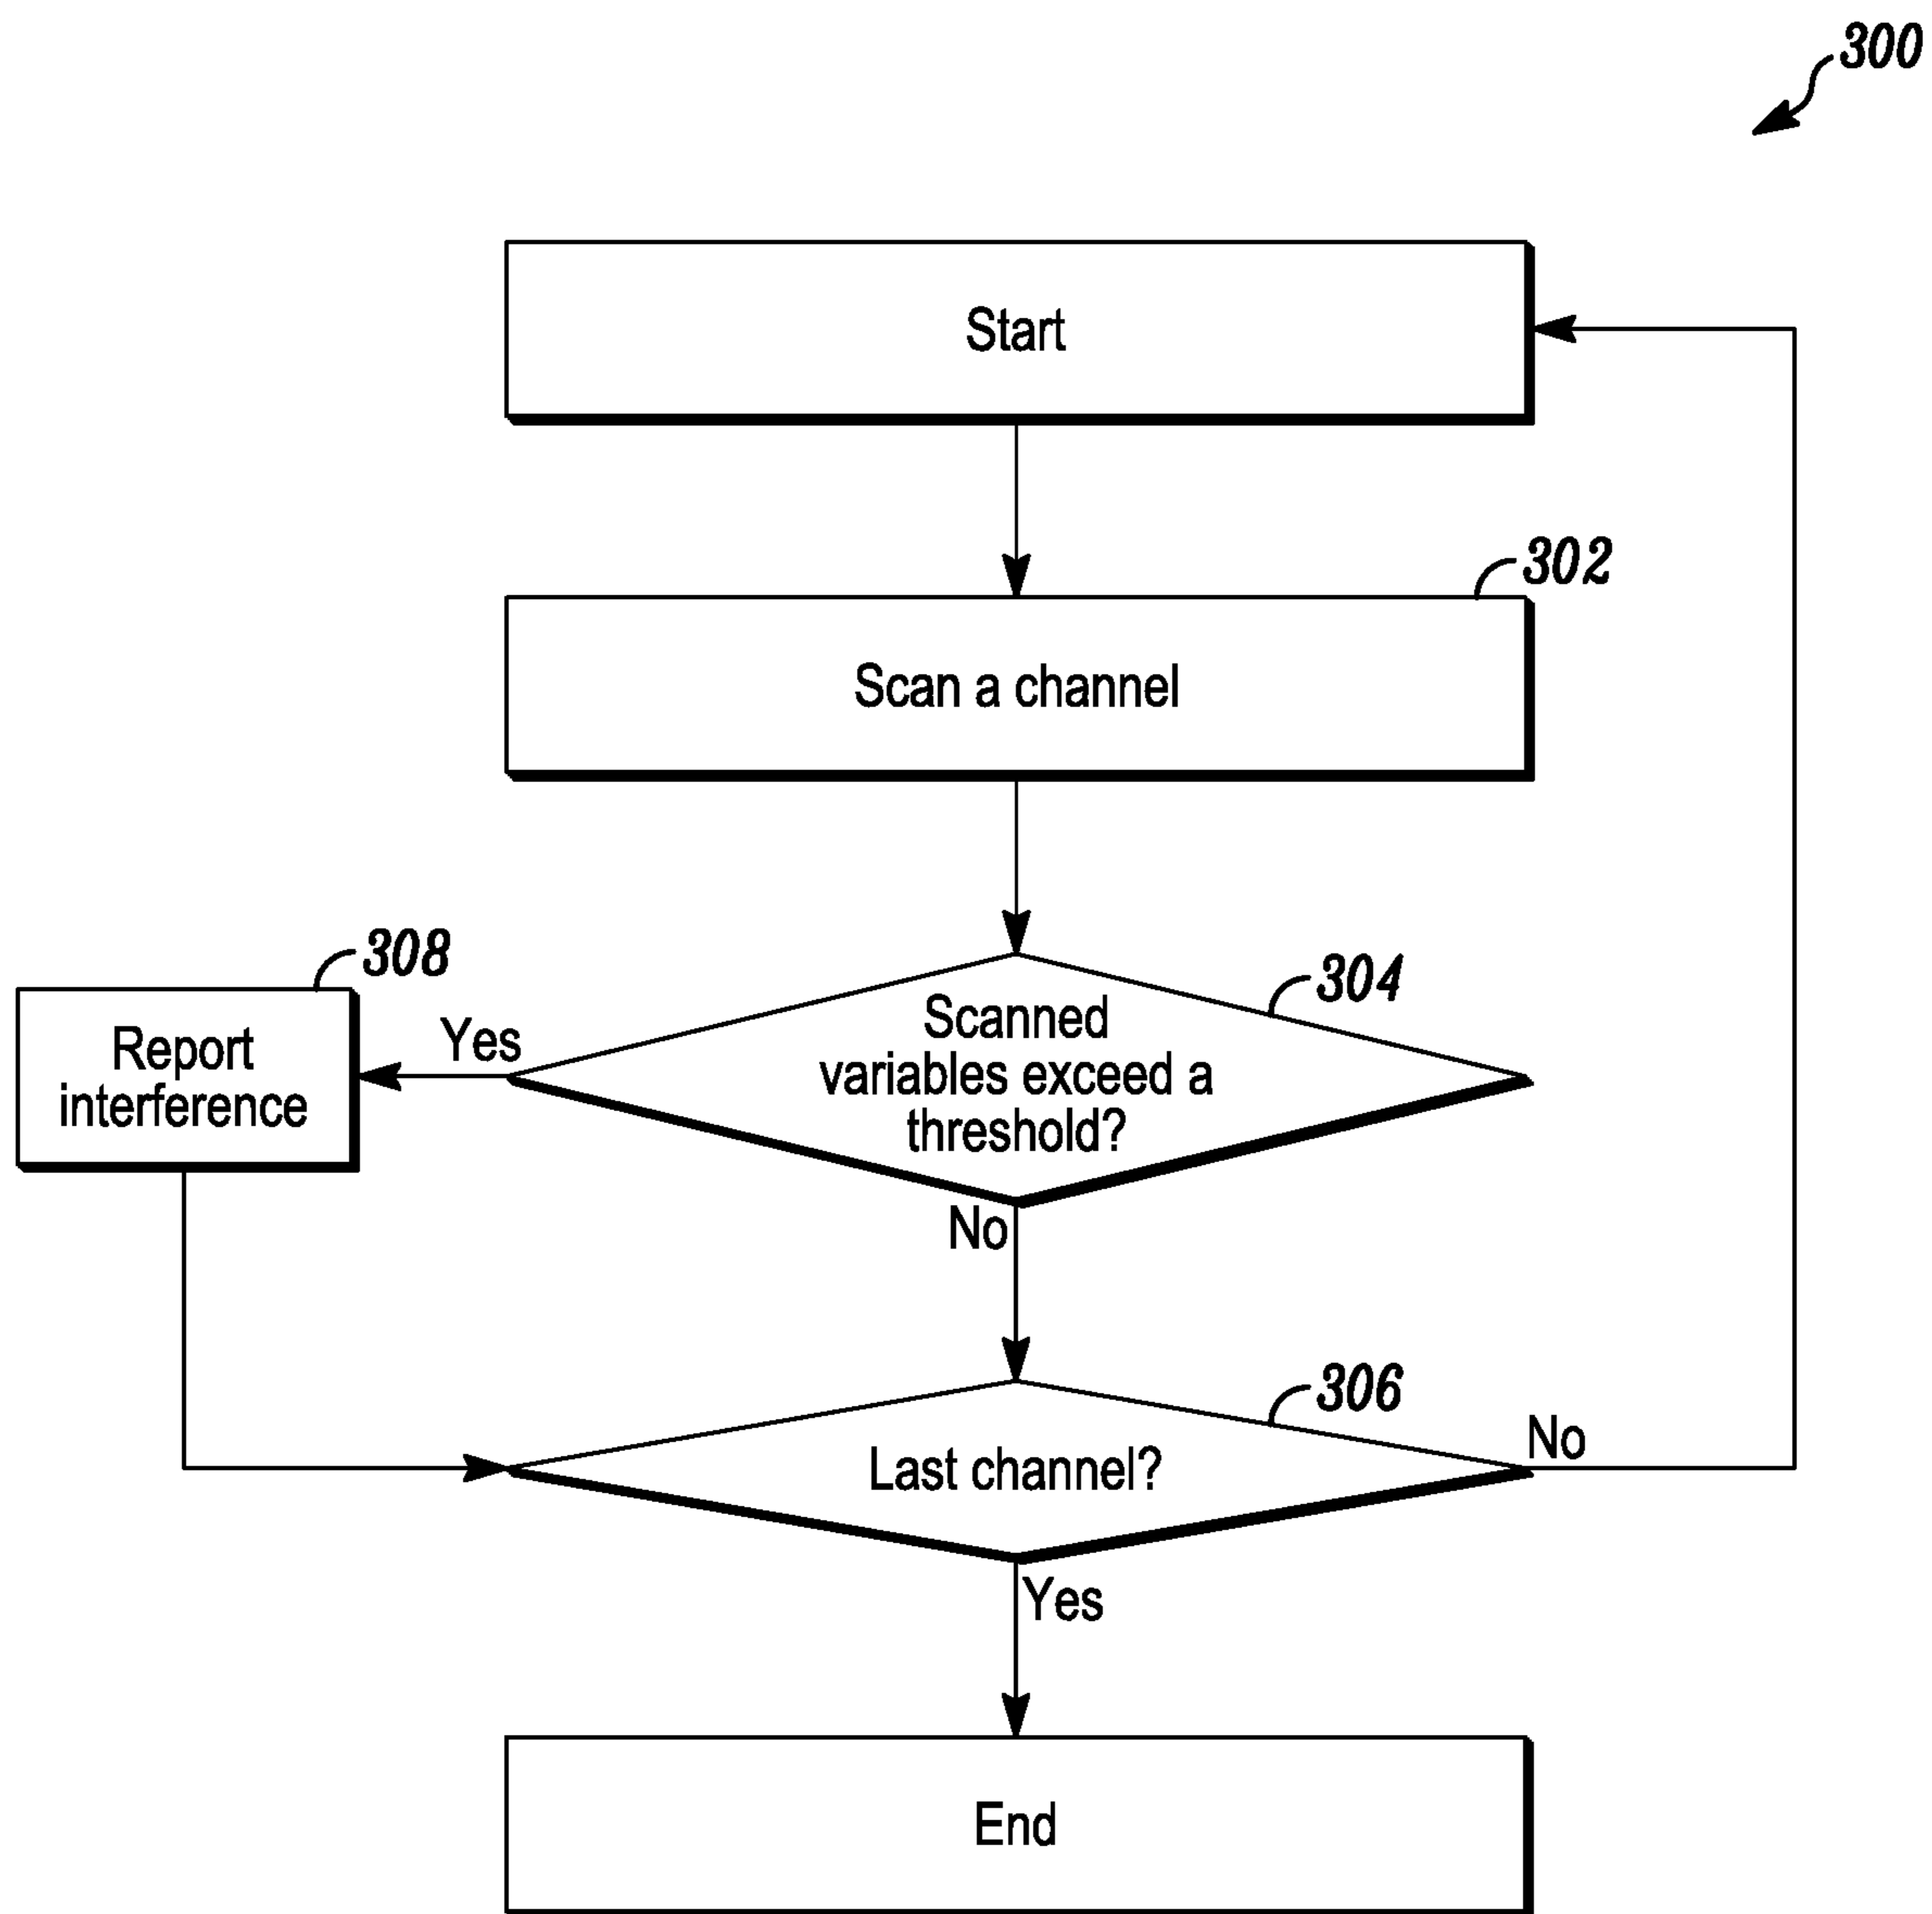 300
Start
302
Scan a channel
308
304
Report
interference
Yes
Scanned
variables exceed a
threshold?
No
306
Last channel?
No
Yes
End